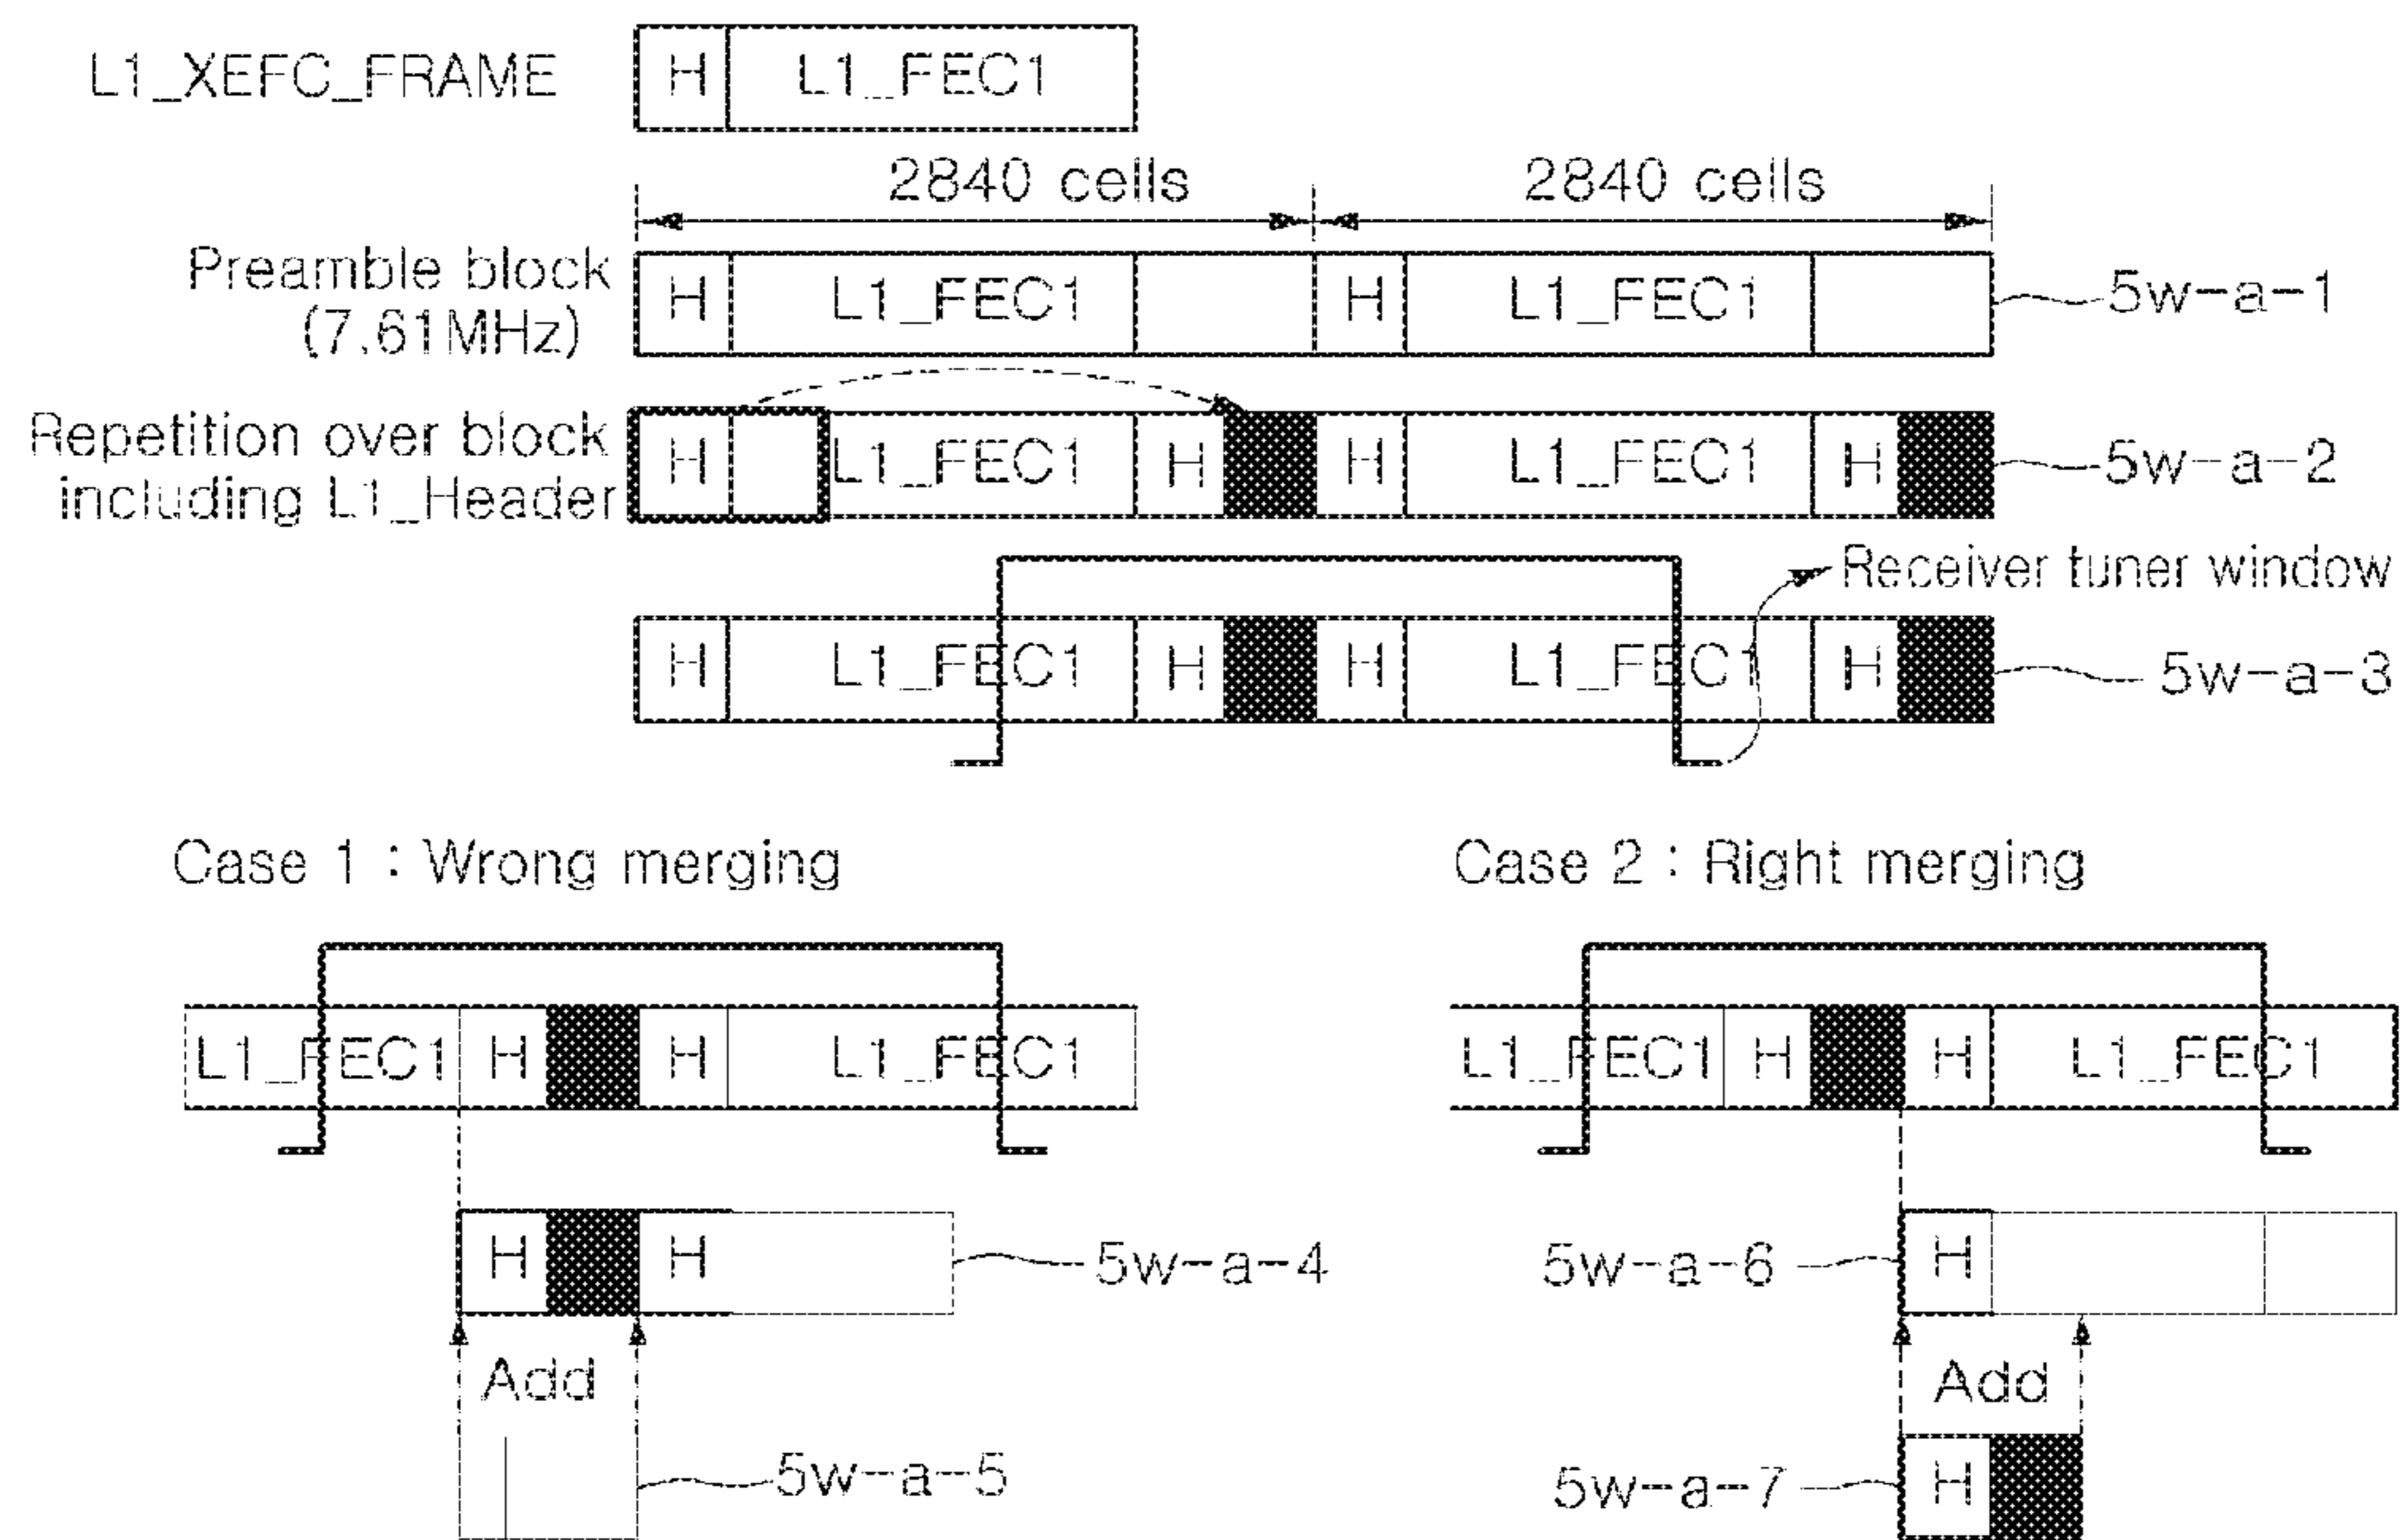 L1_XEFC_FRAME
H L1_FEC1
2840 cells 2840 cells
Preamble block
(7.61MHz)
H L1_FEC1 H L1_FEC1 5w-a-1
Repetition over block
including L1_Header
H L1_FEC1 H H L1_FEC1 H 5w-a-2
Receiver tuner window
H L1_FEC1 H H L1_FEC1 H 5w-a-3
Case 1 : Wrong merging Case 2 : Right merging
L1_FEC1 H H L1_FEC1 L1_FEC1 H H L1_FEC1
H H 5w-a-4 5w-a-6 H
Add Add
5w-a-5 5w-a-7 H